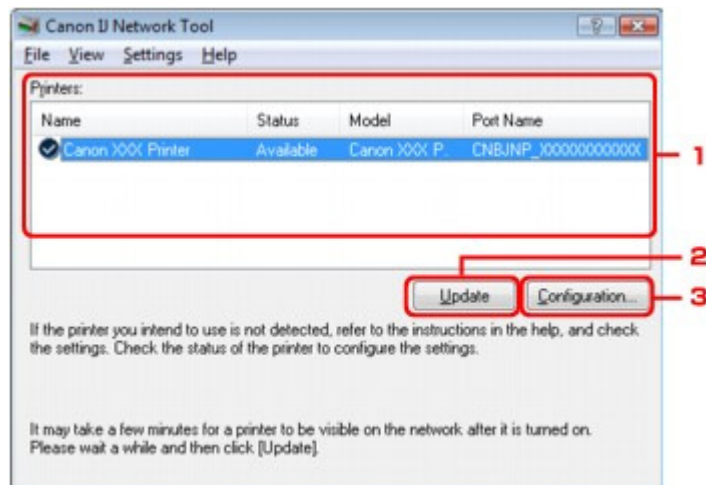 Canon IJ Network Tool
File View Settings Help
Printers:
Name Status Model Port Name
Canon XXX Printer Available Canon XXX P. CNBJNP_XXXXXXXXXXXX
1
2
Update Configuration... 3
If the printer you intend to use is not detected, refer to the instructions in the help, and check
the settings. Check the status of the printer to configure the settings.
It may take a few minutes for a printer to be visible on the network after it is turned on.
Please wait a while and then click [Update].